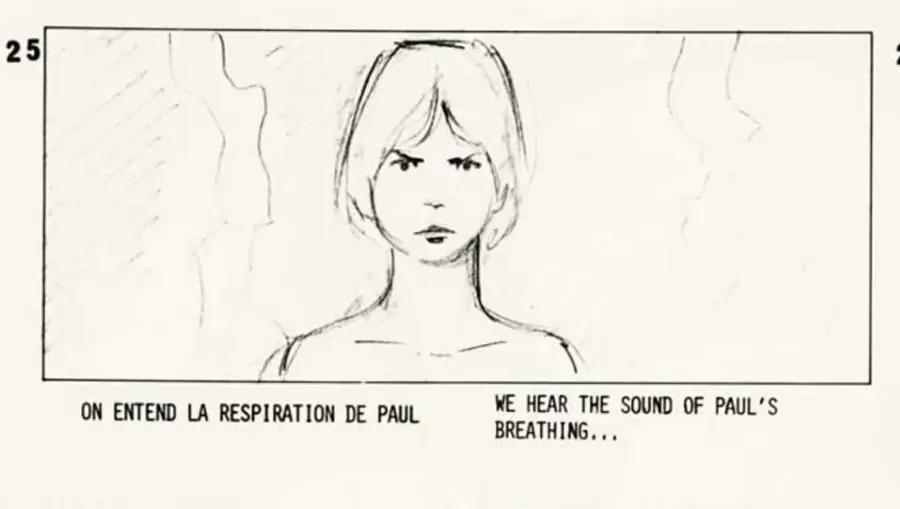 25
ON ENTEND LA RESPIRATION DE PAUL
WE HEAR THE SOUND OF PAUL'S
BREATHING...